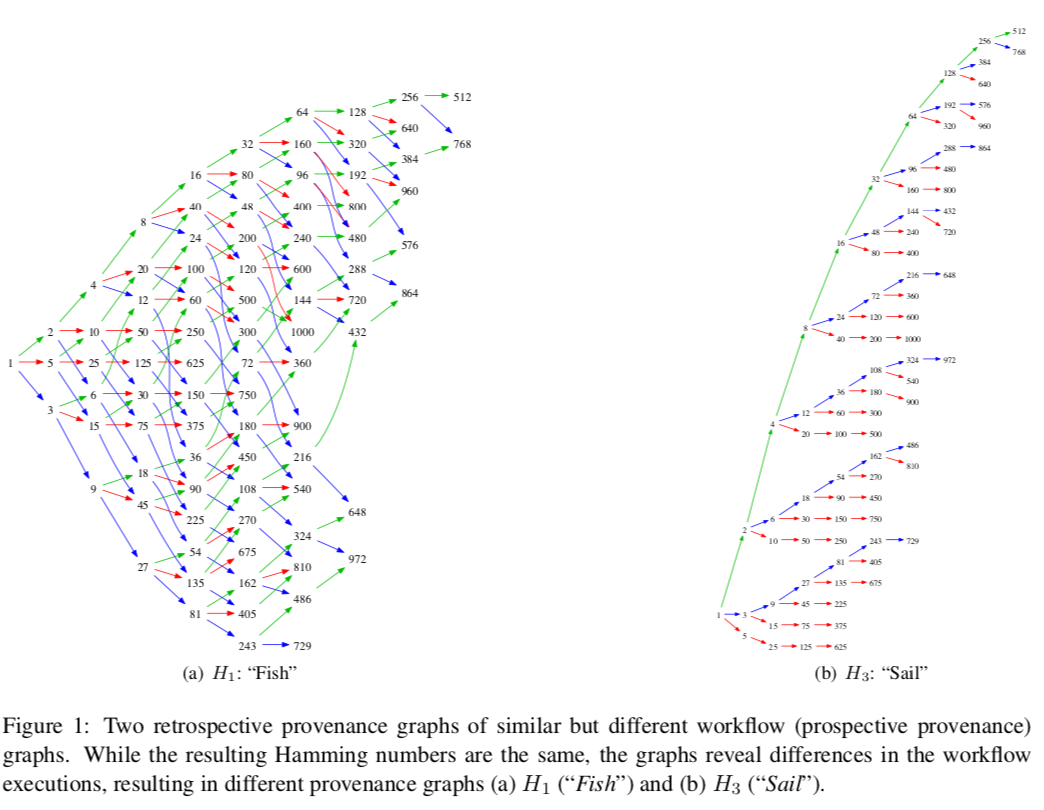 256 512
64 128
640
32 160 320 768
384
16 80 96 192
960
40 48 400 800
8
24 200 240 480
576
20 100 120 600 288
4
864
12 60 500 144 720
2 10 50 250 300 1000 432
1 5 25 125 625 72 360
6 30 150 750
3
15 75 375 180 900
36 450 216
18
9 90 108 540
45
648
225 270
324
54 675
972
27 810
135 162
486
81 405
243 729
(a) H1: “Fish”
512
256
768
384
128
640
192 576
64
320 960
288 864
96 480
32
160 800
144 432
48 240 720
16
80 400
216 648
72 360
24 120 600
8
40 200 1000
324 972
108
540
36 180
900
12 60 300
4
20 100 500
486
162
810
54 270
18 90 450
6 30 150 750
2
10 50 250 243 729
81 405
27 135 675
9 45 225
1 3
15 75 375
5
25 125 625
(b) H3: “Sail”
Figure 1: Two retrospective provenance graphs of similar but different workflow (prospective provenance)
graphs. While the resulting Hamming numbers are the same, the graphs reveal differences in the workflow
executions, resulting in different provenance graphs (a) H1 (“Fish”) and (b) H3 (“Sail”).